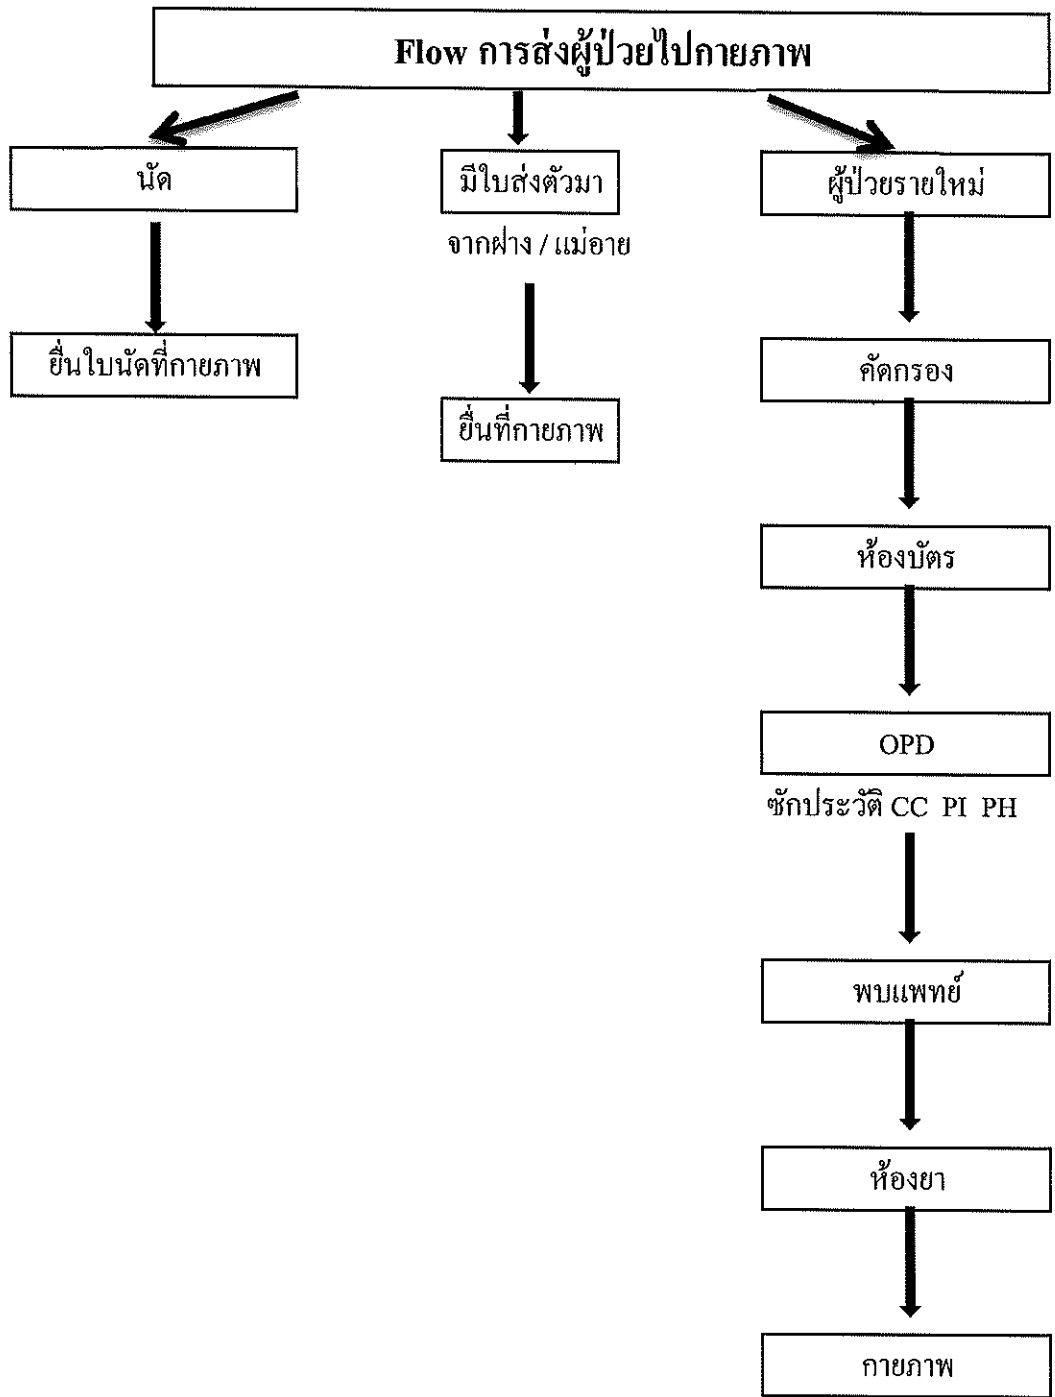 Flow การส่งผู้ป่วยไปกายภาพ
นัด
ยื่นใบนัดที่กายภาพ
มีใบส่งตัวมา
จากฝาง / แม่อาย
ยื่นที่กายภาพ
ผู้ป่วยรายใหม่
คัดกรอง
ห้องบัตร
OPD
ซักประวัติ CC PI PH
พบแพทย์
ห้องยา
กายภาพ